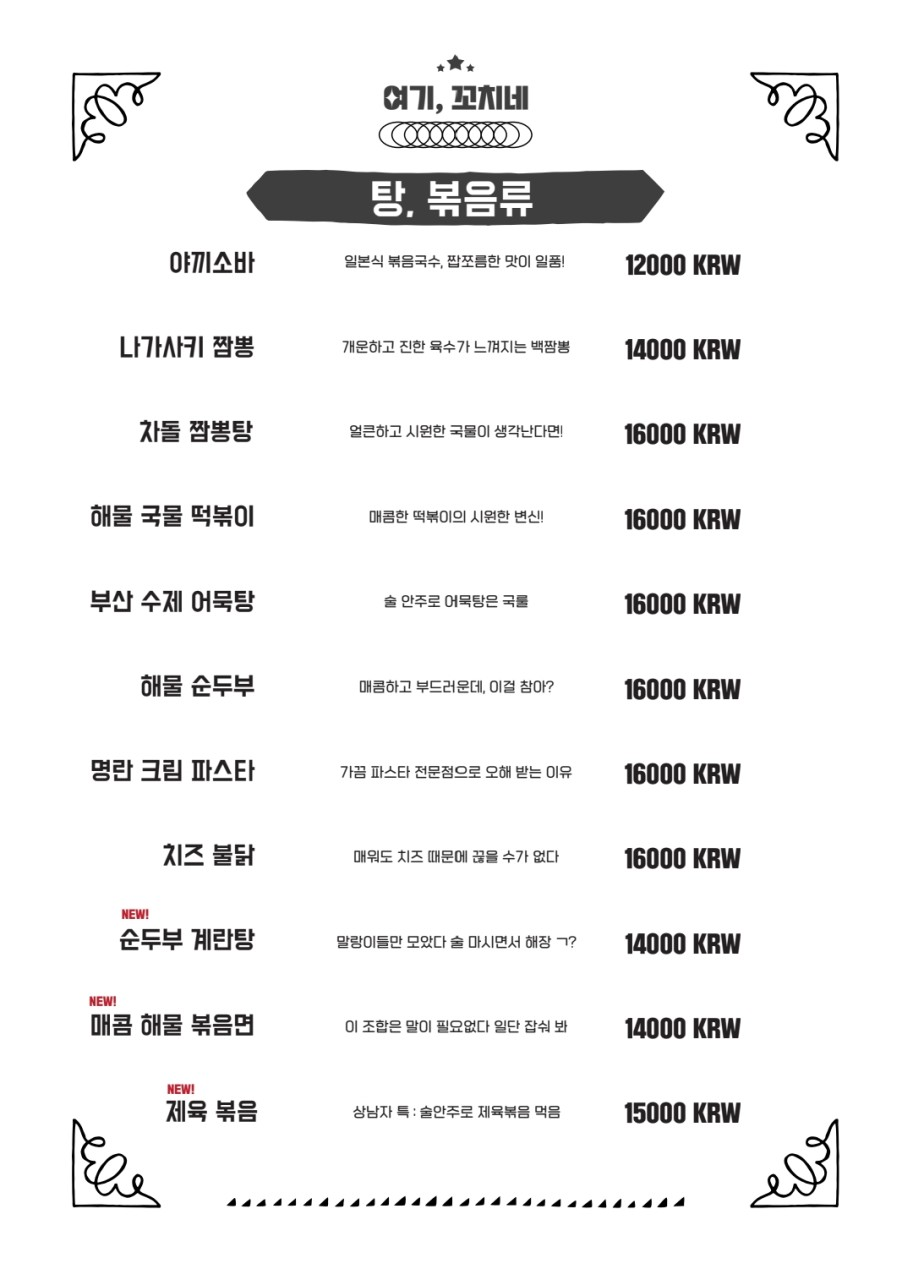 여기, 꼬치네
탕, 볶음류
야끼소바 일본식 볶음국수, 짭쪼름한 맛이 일품! 12000 KRW
나가사키 짬뽕 개운하고 진한 육수가 느껴지는 백짬뽕 14000 KRW
차돌 짬뽕탕 얼큰하고 시원한 국물이 생각난다면! 16000 KRW
해물 국물 떡볶이 매콤한 떡볶이의 시원한 변신! 16000 KRW
부산 수제 어묵탕 술 안주로 어묵탕은 국룰 16000 KRW
해물 순두부 매콤하고 부드러운데, 이걸 참아? 16000 KRW
명란 크림 파스타 가끔 파스타 전문점으로 오해 받는 이유 16000 KRW
치즈 불닭 매워도 치즈 때문에 끊을 수가 없다 16000 KRW
NEW!
순두부 계란탕 말랑이들만 모았다 술 마시면서 해장 ㄱ? 14000 KRW
NEW!
매콤 해물 볶음면 이 조합은 말이 필요없다 일단 잡숴 봐 14000 KRW
NEW!
제육 볶음 상남자 특 : 술안주로 제육볶음 먹음 15000 KRW